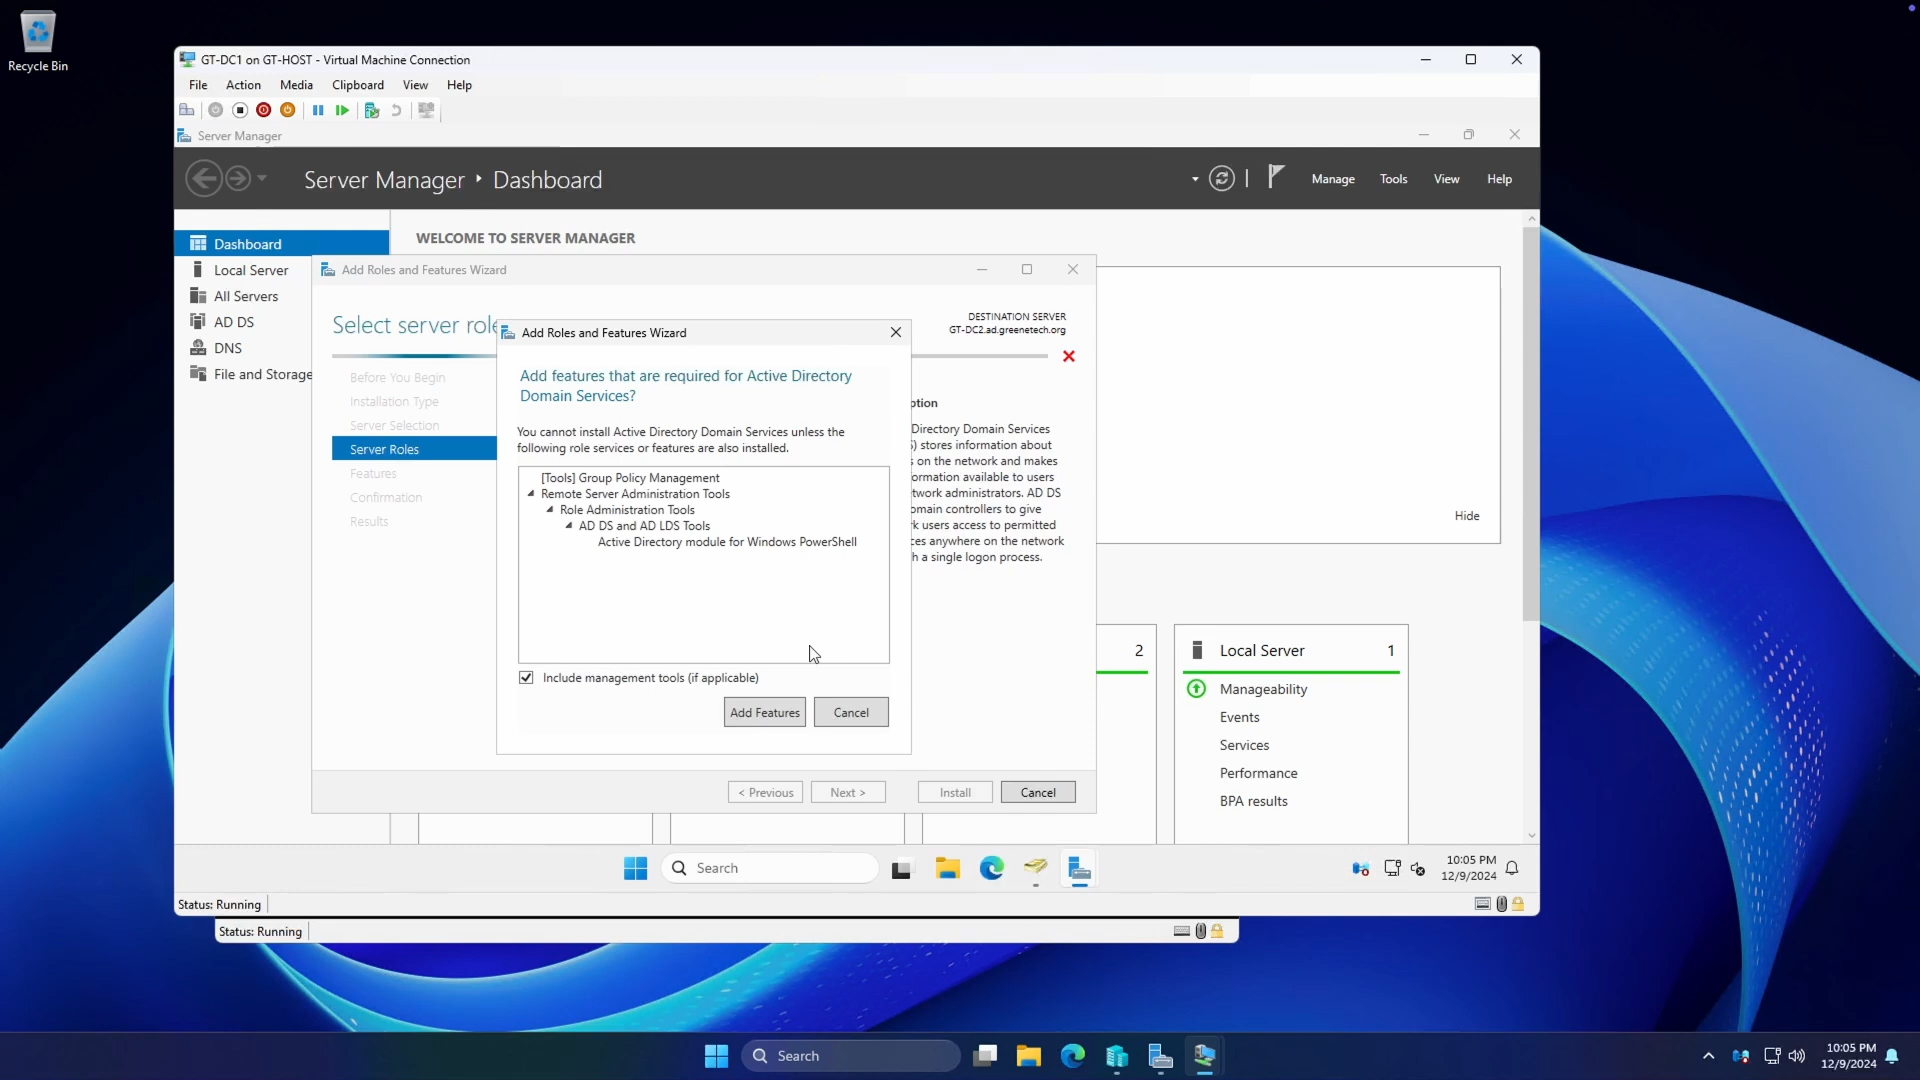 Recycle Bin
GT-DC1 on GT-HOST - Virtual Machine Connection
File Action Media Clipboard View Help
Server Manager
Server Manager Dashboard
Manage Tools View Help
Dashboard
Local Server
All Servers
AD DS
DNS
File and Storage
WELCOME TO SERVER MANAGER
Add Roles and Features Wizard
Select server role
DESTINATION SERVER
GT-DC2.ad.greenetech.org
Before You Begin
Installation Type
Server Selection
Server Roles
Features
Confirmation
Results
Add Roles and Features Wizard
Add features that are required for Active Directory
Domain Services?
You cannot install Active Directory Domain Services unless the
following role services or features are also installed.
[Tools] Group Policy Management
Remote Server Administration Tools
Role Administration Tools
AD DS and AD LDS Tools
Active Directory module for Windows PowerShell
Include management tools (if applicable)
Add Features Cancel
ption
Directory Domain Services
) stores information about
on the network and makes
ormation available to users
twork administrators. AD DS
omain controllers to give
k users access to permitted
ces anywhere on the network
h a single logon process.
< Previous Next > Install Cancel
Hide
2
Local Server 1
Manageability
Events
Services
Performance
BPA results
Search
10:05 PM
12/9/2024
Status: Running
Status: Running
Search
10:05 PM
12/9/2024